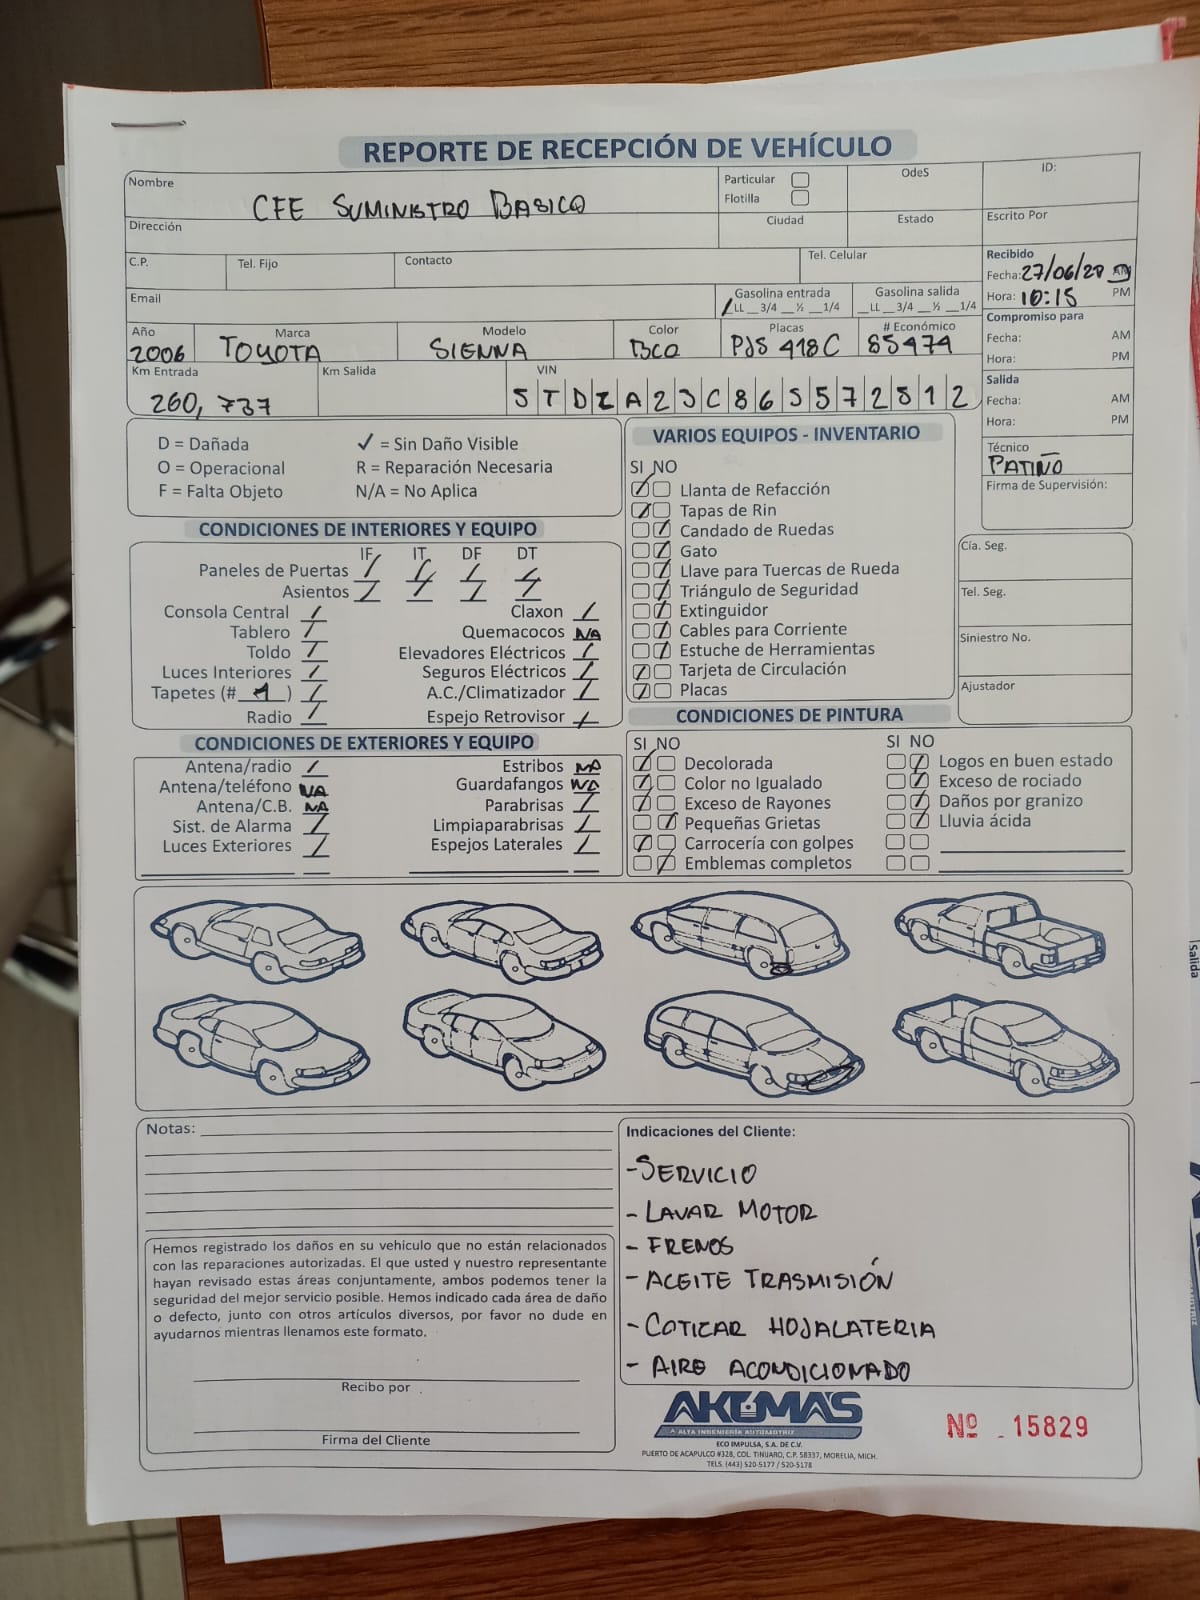 REPORTE DE RECEPCIÓN DE VEHÍCULO
Nombre CFE SUMINISTRO BASICO
Particular
Flotilla
OdeS
ID:
Dirección
Ciudad
Estado
Escrito Por
C.P.
Tel. Fijo
Contacto
Tel. Celular
Recibido
Fecha: 27/06/20 AM
Hora: 10:15 PM
Email
Gasolina entrada
LL __ 3/4 __ ½ __ 1/4
Gasolina salida
__ LL __ 3/4 __ ½ __ 1/4
Compromiso para
Fecha: AM
Hora: PM
Año 2006
Marca TOYOTA
Modelo SIENNA
Color BCO
Placas PJS 418C
# Económico 85474
Km Entrada 260,737
Km Salida
VIN 5TDZA23C86S572812
Salida
Fecha: AM
Hora: PM
D = Dañada ✓ = Sin Daño Visible
O = Operacional R = Reparación Necesaria
F = Falta Objeto N/A = No Aplica
Técnico
PATIÑO
Firma de Supervisión:
CONDICIONES DE INTERIORES Y EQUIPO
IF IT DF DT
Paneles de Puertas
Asientos
Consola Central Claxon
Tablero Quemacocos NA
Toldo Elevadores Eléctricos
Luces Interiores Seguros Eléctricos
Tapetes (# ) A.C./Climatizador
Radio Espejo Retrovisor
VARIOS EQUIPOS - INVENTARIO
SI NO
Llanta de Refacción
Tapas de Rin
Candado de Ruedas
Gato
Llave para Tuercas de Rueda
Triángulo de Seguridad
Extinguidor
Cables para Corriente
Estuche de Herramientas
Tarjeta de Circulación
Placas
Cía. Seg.
Tel. Seg.
Siniestro No.
Ajustador
CONDICIONES DE EXTERIORES Y EQUIPO
Antena/radio Estribos NA
Antena/teléfono NA Guardafangos NA
Antena/C.B. NA Parabrisas
Sist. de Alarma Limpiaparabrisas
Luces Exteriores Espejos Laterales
CONDICIONES DE PINTURA
SI NO SI NO
Decolorada Logos en buen estado
Color no Igualado Exceso de rociado
Exceso de Rayones Daños por granizo
Pequeñas Grietas Lluvia ácida
Carrocería con golpes
Emblemas completos
Notas:
Hemos registrado los daños en su vehículo que no están relacionados
con las reparaciones autorizadas. El que usted y nuestro representante
hayan revisado estas áreas conjuntamente, ambos podemos tener la
seguridad del mejor servicio posible. Hemos indicado cada área de daño
o defecto, junto con otros artículos diversos, por favor no dude en
ayudarnos mientras llenamos este formato.
Recibo por
Firma del Cliente
Indicaciones del Cliente:
- SERVICIO
- LAVAR MOTOR
- FRENOS
- ACEITE TRASMISIÓN
- COTIZAR HOJALATERIA
- AIRE ACONDICIONADO
AKUMA'S
ALTA INGENIERÍA AUTOMOTRIZ
ECO IMPULSA, S.A. DE C.V.
PUERTO DE ACAPULCO #328, COL. TINIJARO, C.P. 58337, MORELIA, MICH.
TELS. (443) 520-5177 / 520-5178
Nº 15829
Salida